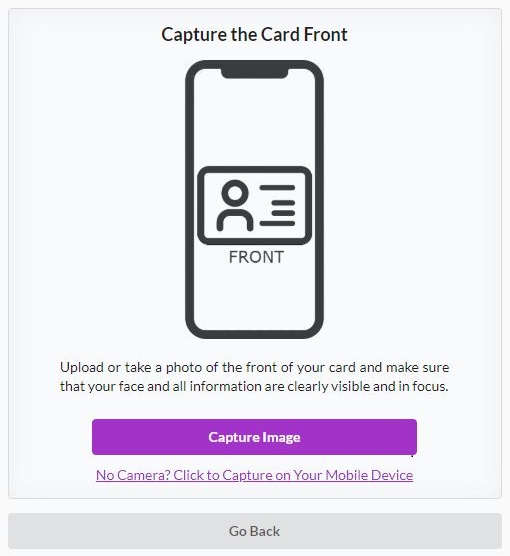 Capture the Card Front
FRONT
Upload or take a photo of the front of your card and make sure
that your face and all information are clearly visible and in focus.
Capture Image
No Camera? Click to Capture on Your Mobile Device
Go Back